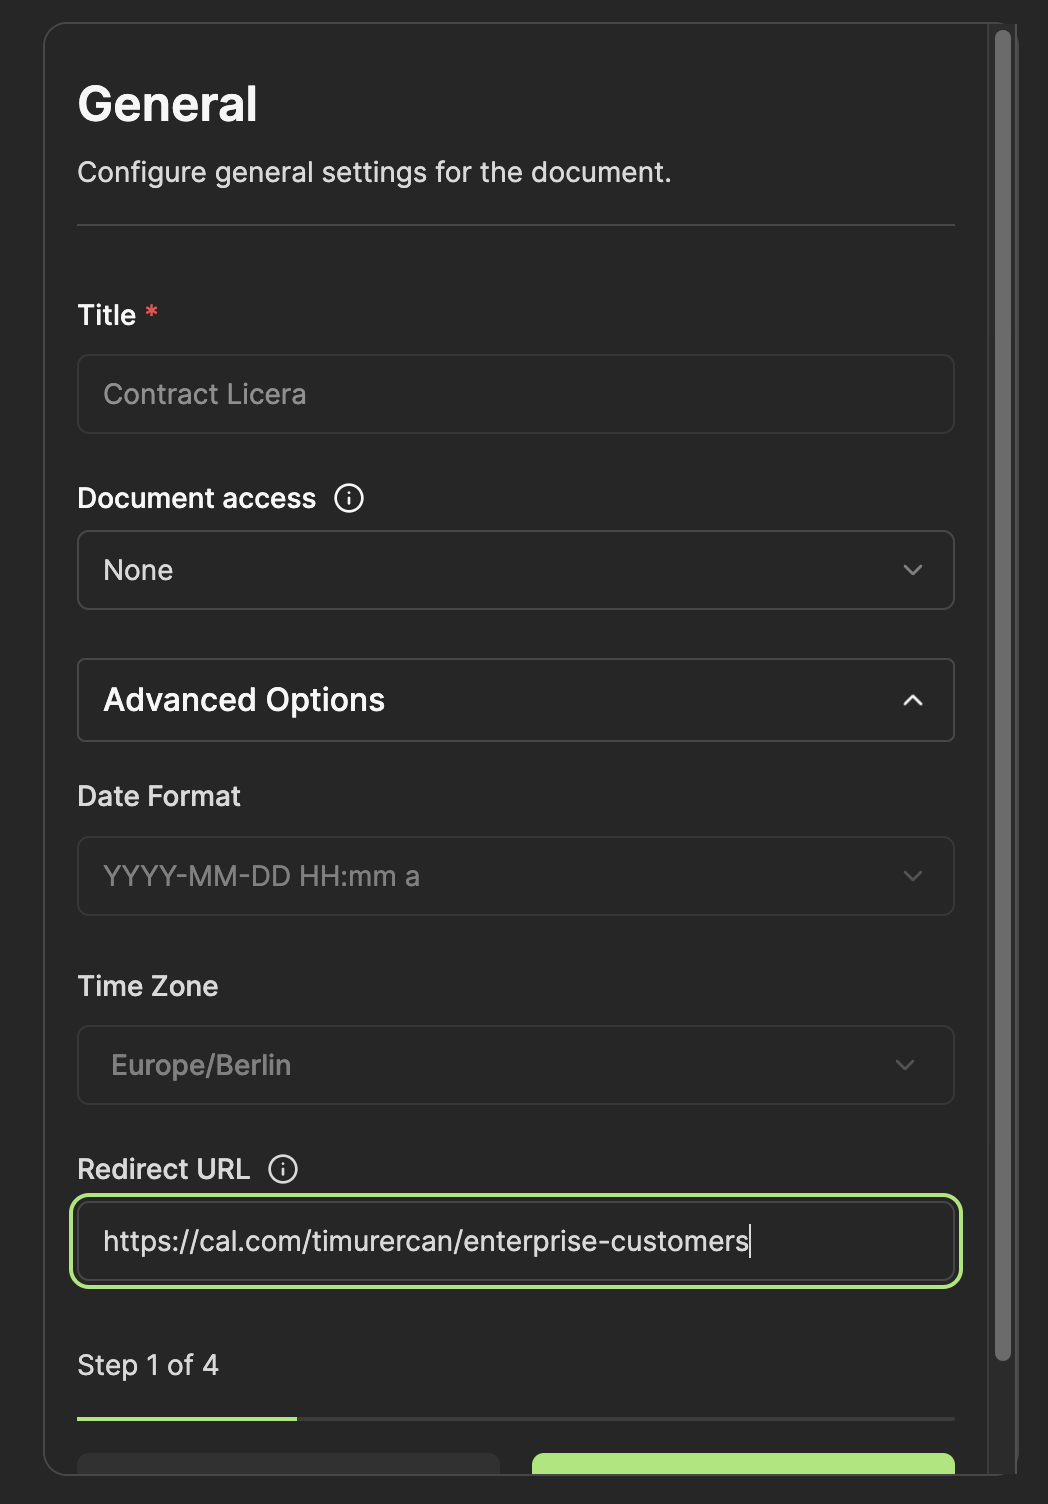 General
Configure general settings for the document.
Title *
Contract Licera
Document access
None
Advanced Options
Date Format
YYYY-MM-DD HH:mm a
Time Zone
Europe/Berlin
Redirect URL
https://cal.com/timurercan/enterprise-customers
Step 1 of 4